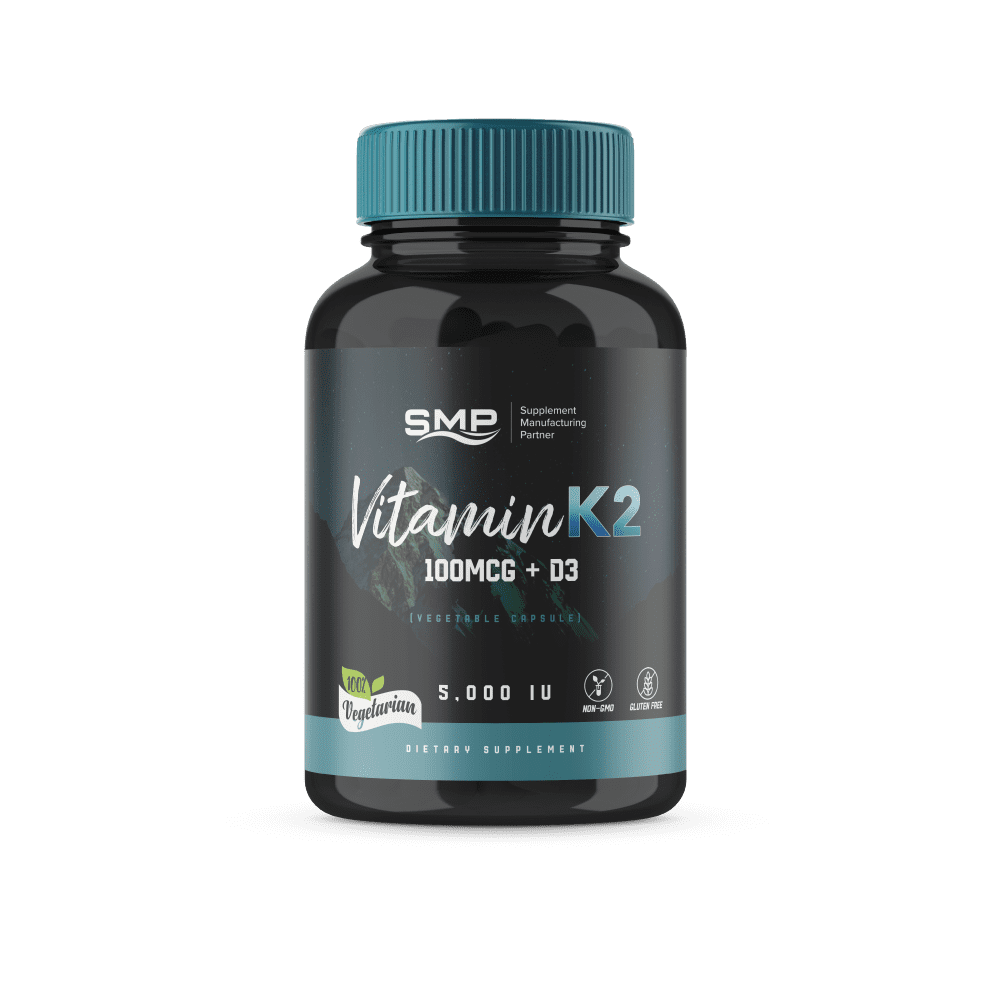 SMP
Supplement
Manufacturing
Partner
Vitamin K2
100MCG + D3
(VEGETABLE CAPSULE)
100%
Vegetarian
5,000 IU
NON-GMO
GLUTEN FREE
DIETARY SUPPLEMENT